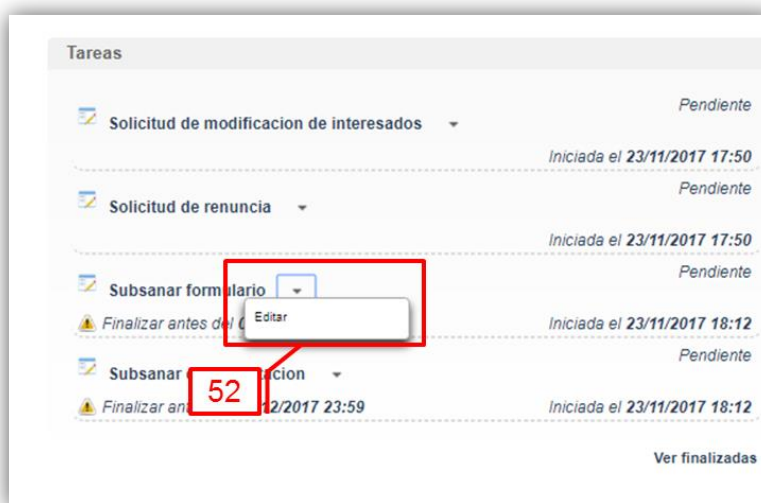 Tareas
Pendiente
Solicitud de modificacion de interesados
Iniciada el 23/11/2017 17:50
Pendiente
Solicitud de renuncia
Iniciada el 23/11/2017 17:50
Pendiente
Subsanar formulario
Editar
Finalizar antes del
Iniciada el 23/11/2017 18:12
Pendiente
Subsanar
52
Finalizar 12/2017 23:59
Iniciada el 23/11/2017 18:12
Ver finalizadas